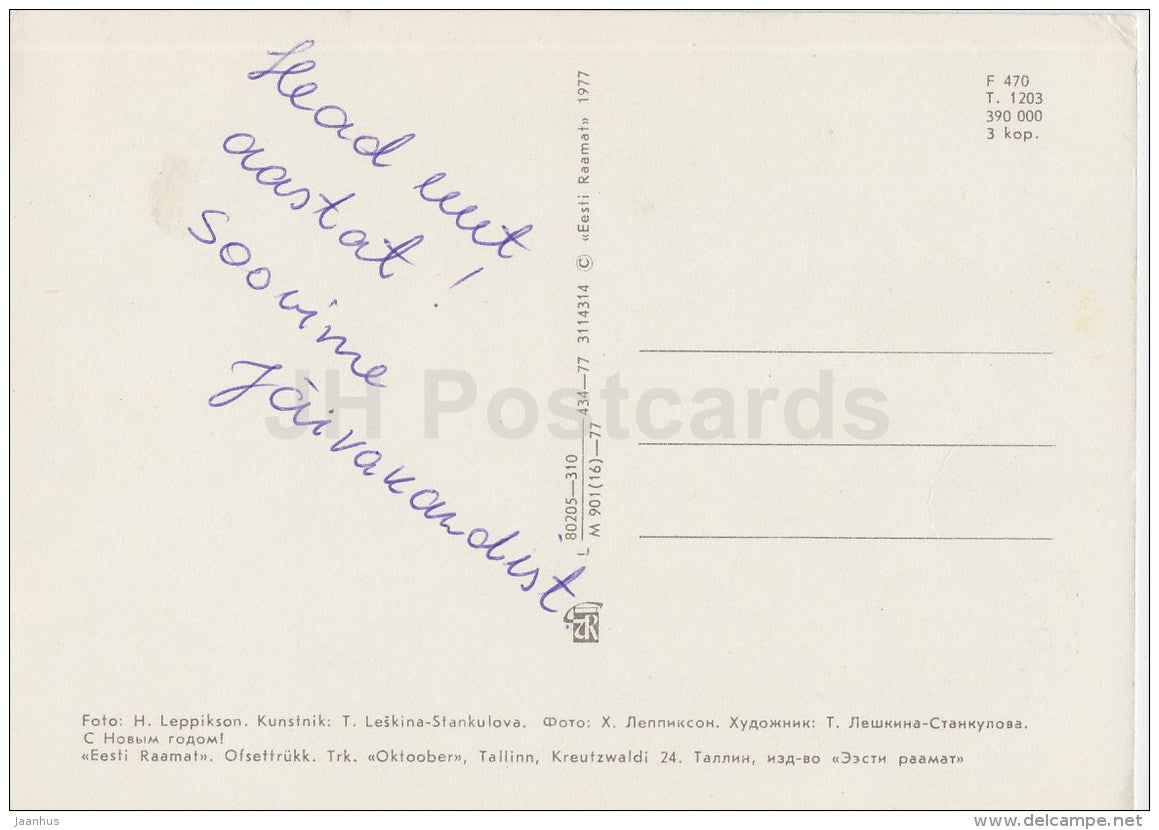 Head uut
aastat!
Soovime
Järvakandist.
L 80205—310 / M 901(16)—77 434—77 3114314 © «Eesti Raamat» 1977
F 470
T. 1203
390 000
3 kop.
JH Postcards
ER
Foto: H. Leppikson. Kunstnik: T. Leškina-Stankulova. Фото: Х. Леппиксон. Художник: Т. Лешкина-Станкулова.
С Новым годом!
«Eesti Raamat». Ofsettrükk. Trk. «Oktoober», Tallinn, Kreutzwaldi 24. Таллин, изд-во «Ээсти раамат»
Jaanhus
www.delcampe.net